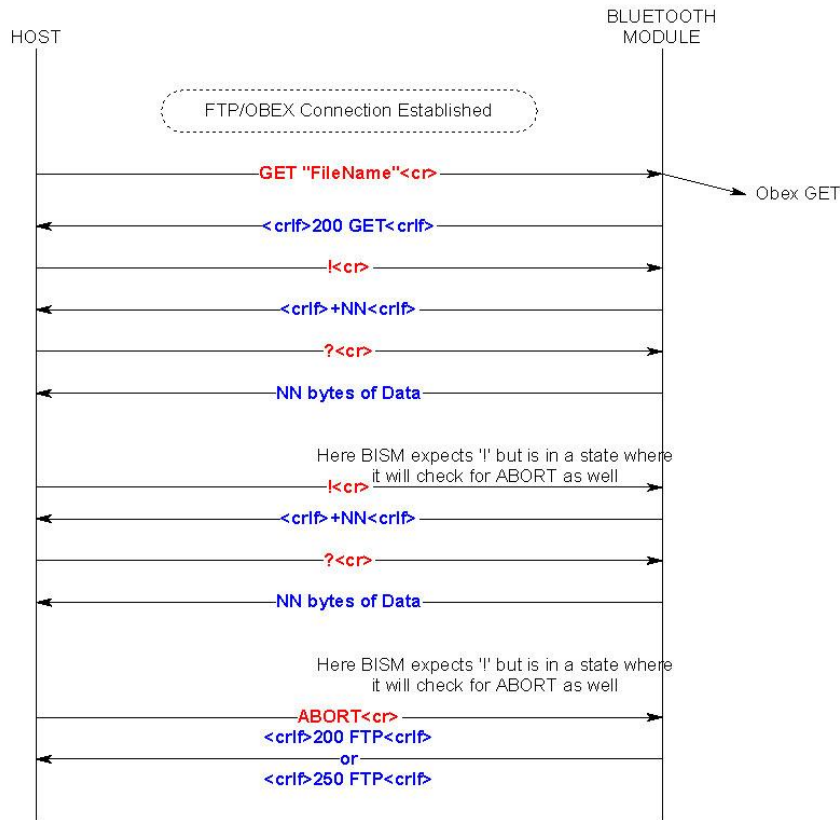 HOST
BLUETOOTH
MODULE
FTP/OBEX Connection Established
GET "FileName"<cr>
Obex GET
<crlf>200 GET<crlf>
!<cr>
<crlf>+NN<crlf>
?<cr>
NN bytes of Data
Here BISM expects '!' but is in a state where
it will check for ABORT as well
!<cr>
<crlf>+NN<crlf>
?<cr>
NN bytes of Data
Here BISM expects '!' but is in a state where
it will check for ABORT as well
ABORT<cr>
<crlf>200 FTP<crlf>
or
<crlf>250 FTP<crlf>